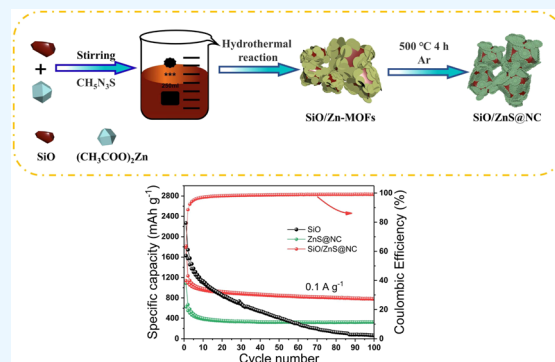 Stirring
CH₅N₃S
Hydrothermal reaction
500 °C 4 h
Ar
SiO/Zn-MOFs
SiO/ZnS@NC
SiO
(CH₃COO)₂Zn
+
Specific capacity (mAh g⁻¹)
2800
2400
2000
1600
1200
800
400
0
SiO
ZnS@NC
SiO/ZnS@NC
0.1 A g⁻¹
100
80
60
40
20
0
Coulombic Efficiency (%)
0 10 20 30 40 50 60 70 80 90 100
Cycle number